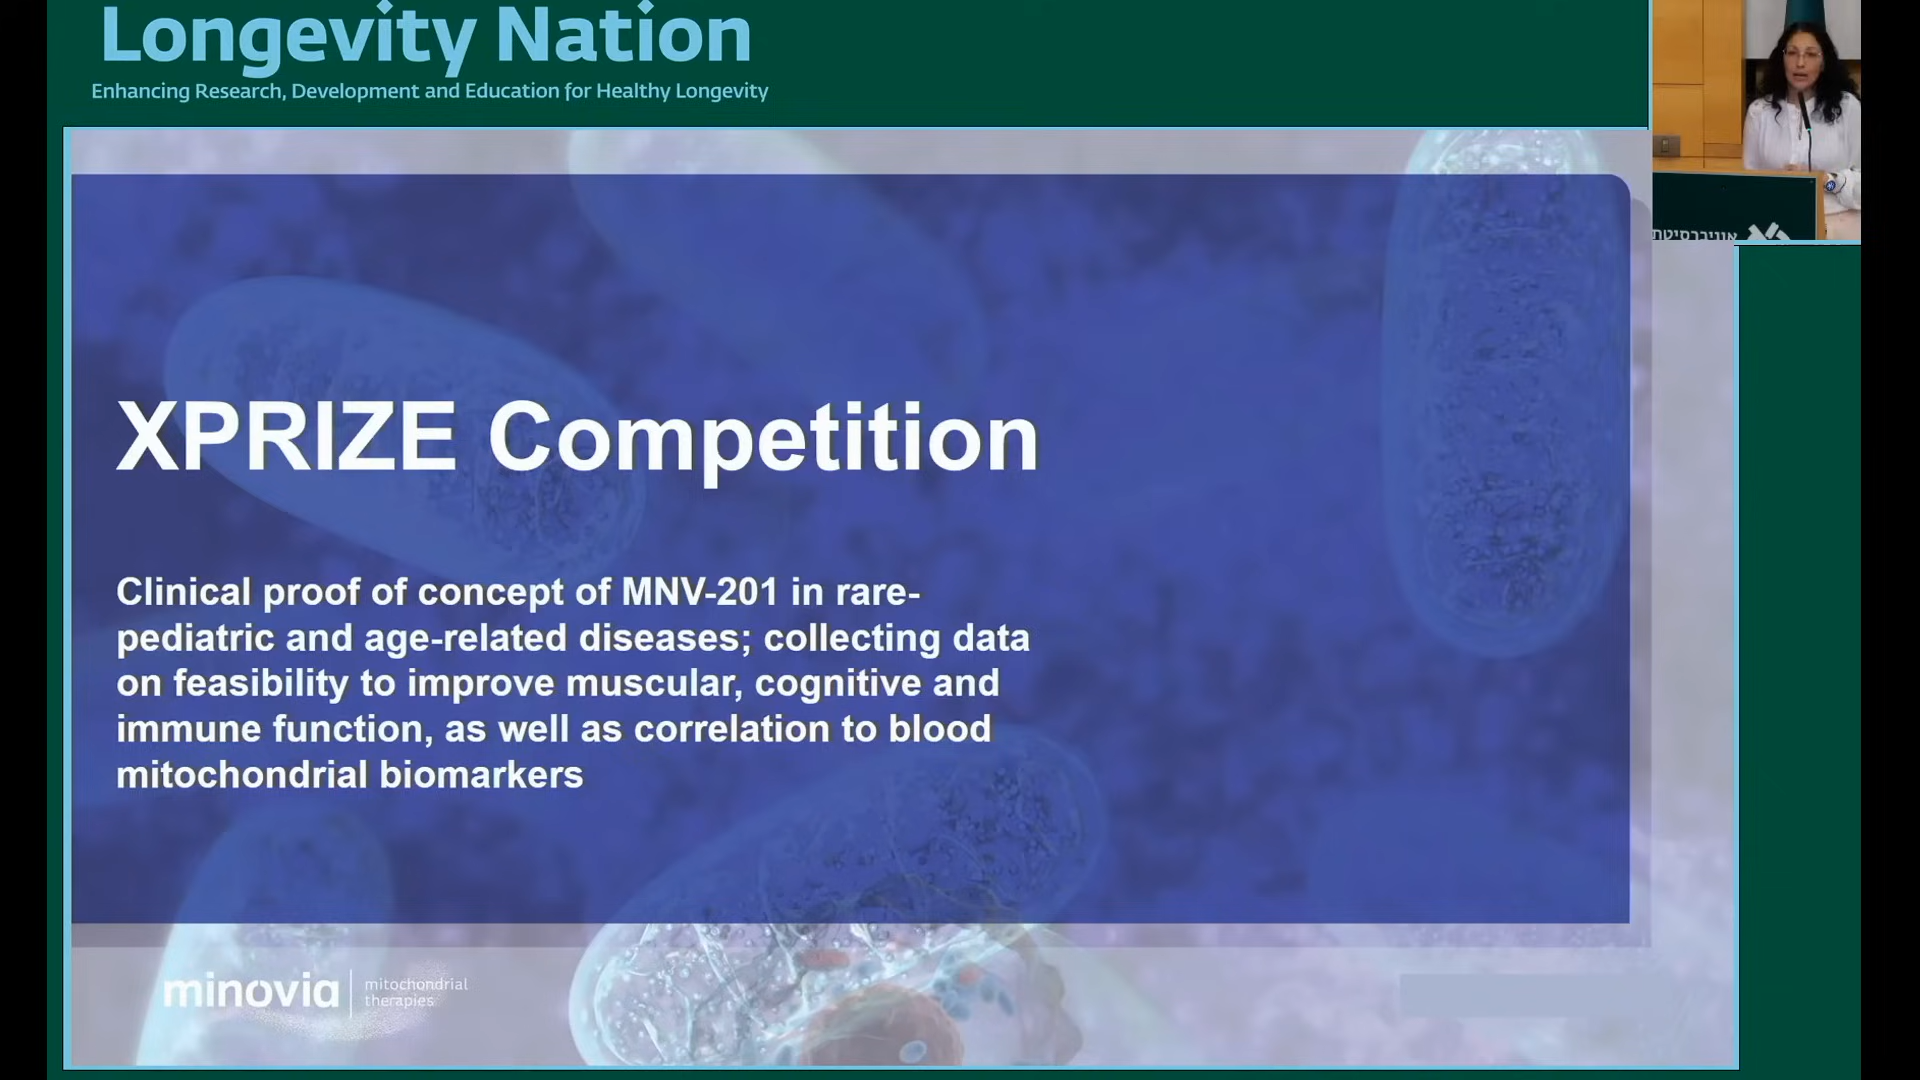 Longevity Nation
Enhancing Research, Development and Education for Healthy Longevity
אוניברסיטת
XPRIZE Competition
Clinical proof of concept of MNV-201 in rare-
pediatric and age-related diseases; collecting data
on feasibility to improve muscular, cognitive and
immune function, as well as correlation to blood
mitochondrial biomarkers
minovia
mitochondrial
therapies